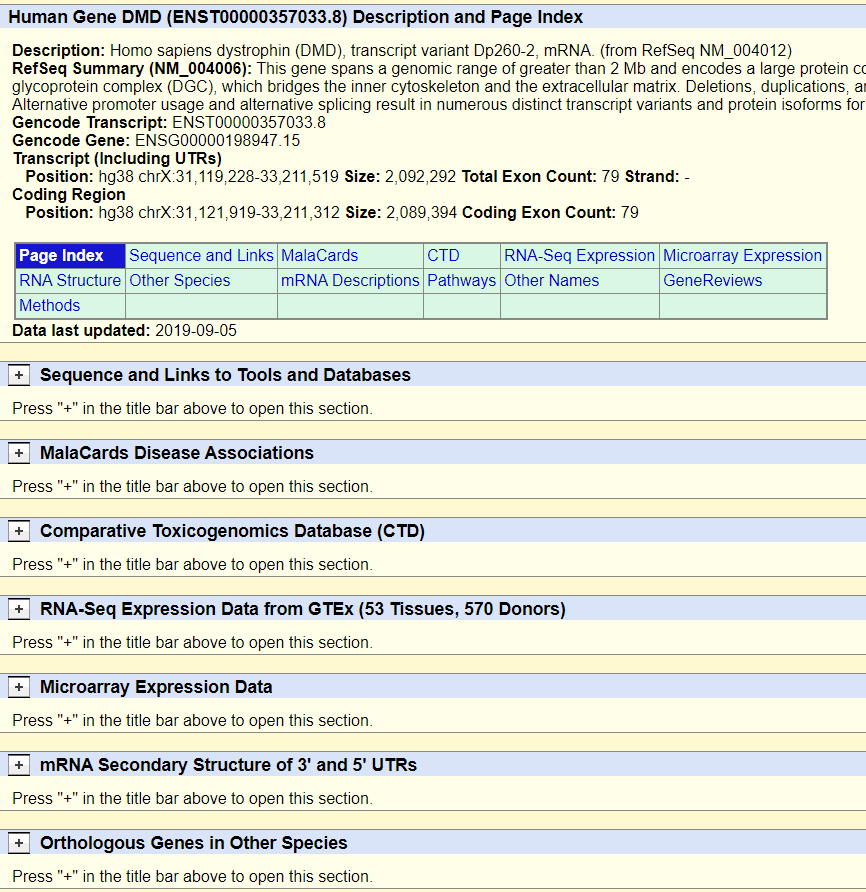 Human Gene DMD (ENST00000357033.8) Description and Page Index
Description: Homo sapiens dystrophin (DMD), transcript variant Dp260-2, mRNA. (from RefSeq NM_004012)
RefSeq Summary (NM_004006): This gene spans a genomic range of greater than 2 Mb and encodes a large protein
glycoprotein complex (DGC), which bridges the inner cytoskeleton and the extracellular matrix. Deletions, duplications,
Alternative promoter usage and alternative splicing result in numerous distinct transcript variants and protein isoforms for
Gencode Transcript: ENST00000357033.8
Gencode Gene: ENSG00000198947.15
Transcript (Including UTRs)
Position: hg38 chrX:31,119,228-33,211,519 Size: 2,092,292 Total Exon Count: 79 Strand: -
Coding Region
Position: hg38 chrX:31,121,919-33,211,312 Size: 2,089,394 Coding Exon Count: 79
Page Index Sequence and Links MalaCards CTD RNA-Seq Expression Microarray Expression
RNA Structure Other Species mRNA Descriptions Pathways Other Names GeneReviews
Methods
Data last updated: 2019-09-05
+ Sequence and Links to Tools and Databases
Press "+" in the title bar above to open this section.
+ MalaCards Disease Associations
Press "+" in the title bar above to open this section.
+ Comparative Toxicogenomics Database (CTD)
Press "+" in the title bar above to open this section.
+ RNA-Seq Expression Data from GTEx (53 Tissues, 570 Donors)
Press "+" in the title bar above to open this section.
+ Microarray Expression Data
Press "+" in the title bar above to open this section.
+ mRNA Secondary Structure of 3' and 5' UTRs
Press "+" in the title bar above to open this section.
+ Orthologous Genes in Other Species
Press "+" in the title bar above to open this section.